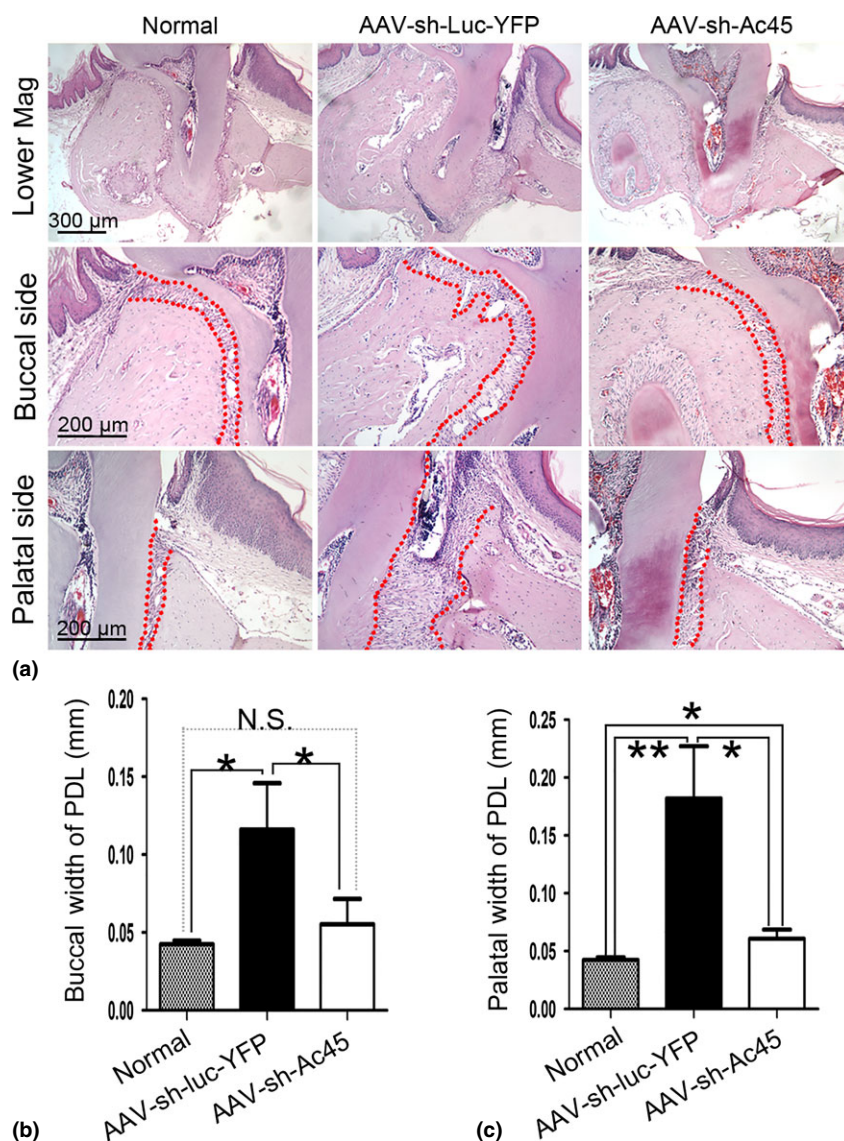 Normal AAV-sh-Luc-YFP AAV-sh-Ac45
Lower Mag
300 µm
Buccal side
200 µm
Palatal side
200 µm
(a)
Buccal width of PDL (mm)
0.20
0.15
0.10
0.05
0.00
N.S.
* *
Normal
AAV-sh-luc-YFP
AAV-sh-Ac45
(b)
Palatal width of PDL (mm)
0.25
0.20
0.15
0.10
0.05
0.00
*
** *
Normal
AAV-sh-luc-YFP
AAV-sh-Ac45
(c)